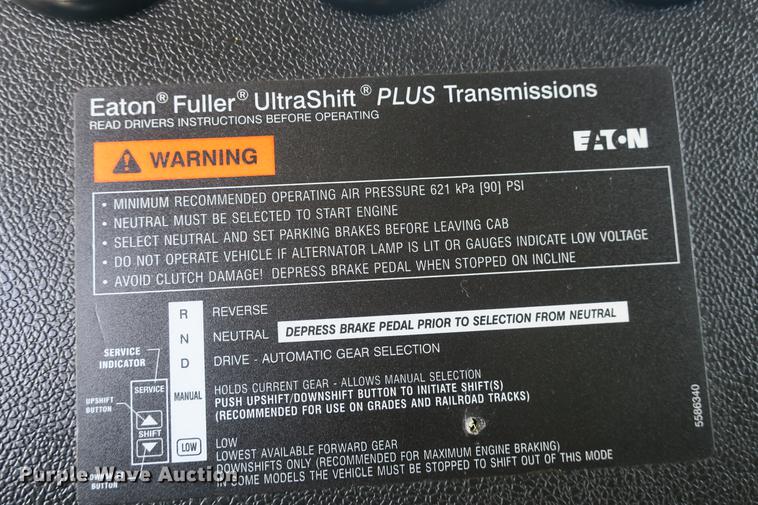 Eaton® Fuller® UltraShift® PLUS Transmissions
READ DRIVERS INSTRUCTIONS BEFORE OPERATING
EATON
WARNING
• MINIMUM RECOMMENDED OPERATING AIR PRESSURE 621 kPa [90] PSI
• NEUTRAL MUST BE SELECTED TO START ENGINE
• SELECT NEUTRAL AND SET PARKING BRAKES BEFORE LEAVING CAB
• DO NOT OPERATE VEHICLE IF ALTERNATOR LAMP IS LIT OR GAUGES INDICATE LOW VOLTAGE
• AVOID CLUTCH DAMAGE! DEPRESS BRAKE PEDAL WHEN STOPPED ON INCLINE
R REVERSE
N NEUTRAL DEPRESS BRAKE PEDAL PRIOR TO SELECTION FROM NEUTRAL
D DRIVE - AUTOMATIC GEAR SELECTION
SERVICE
INDICATOR
SERVICE
UPSHIFT
BUTTON
SHIFT
MANUAL HOLDS CURRENT GEAR - ALLOWS MANUAL SELECTION
PUSH UPSHIFT/DOWNSHIFT BUTTON TO INITIATE SHIFT(S)
(RECOMMENDED FOR USE ON GRADES AND RAILROAD TRACKS)
LOW LOW
LOWEST AVAILABLE FORWARD GEAR
DOWNSHIFTS ONLY (RECOMMENDED FOR MAXIMUM ENGINE BRAKING)
IN SOME MODELS THE VEHICLE MUST BE STOPPED TO SHIFT OUT OF THIS MODE
BUTTON
5586340
Purple Wave Auction